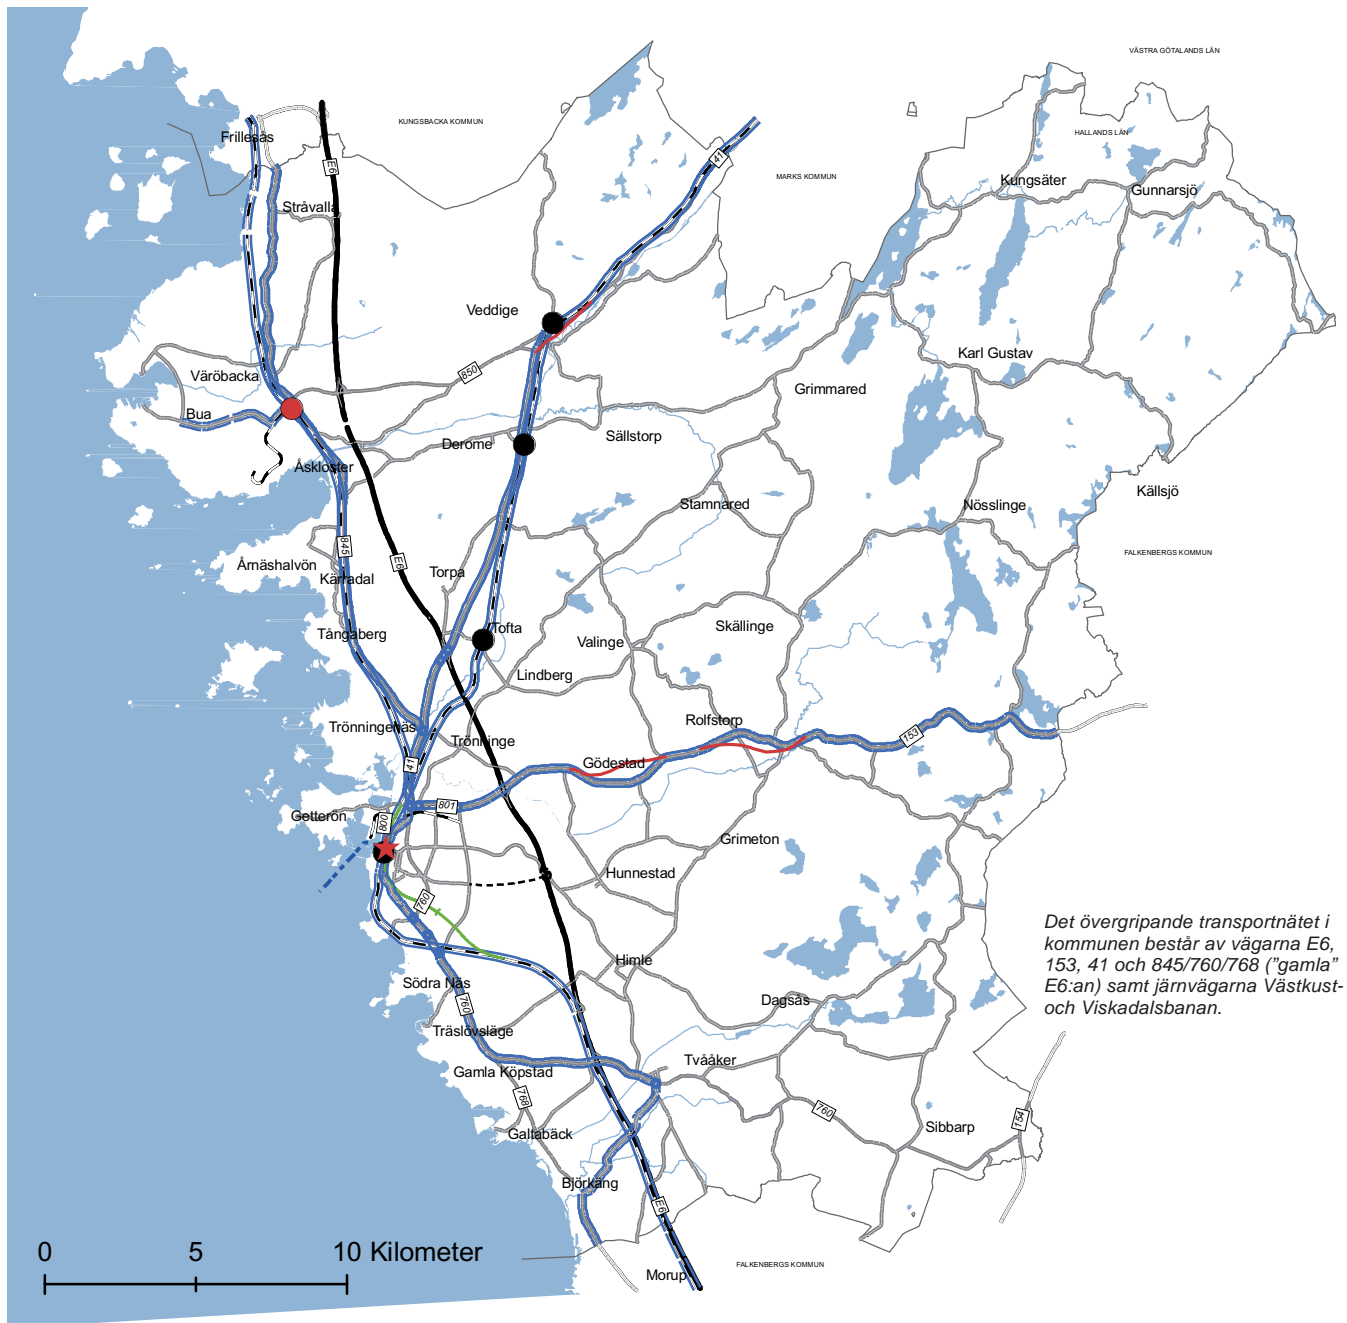 VÄSTRA GÖTALANDS LÄN
KUNGSBACKA KOMMUN
HALLANDS LÄN
Frillesås
E6
41
MARKS KOMMUN
Kungsäter
Gunnarsjö
Stråvalla
Veddige
Karl Gustav
850
Väröbacka
Grimmared
Bua
Derome
Sällstorp
Åskloster
Källsjö
Stamnared
Nösslinge
845
E6
FALKENBERGS KOMMUN
Årnäshalvön
Kärradal
Torpa
Tofta
Skällinge
Tångaberg
Valinge
Lindberg
Rolfstorp
Trönningenäs
153
Trönninge
41
Gödestad
801
Getterön
800
Grimeton
Hunnestad
760
Det övergripande transportnätet i
kommunen består av vägarna E6,
153, 41 och 845/760/768 ("gamla"
E6:an) samt järnvägarna Västkust-
och Viskadalsbanan.
Himle
Södra Näs
760
Dagsås
Träslövsläge
Tvååker
Gamla Köpstad
768
760
154
Galtabäck
Sibbarp
Björkäng
E6
0 5 10 Kilometer
Morup
FALKENBERGS KOMMUN